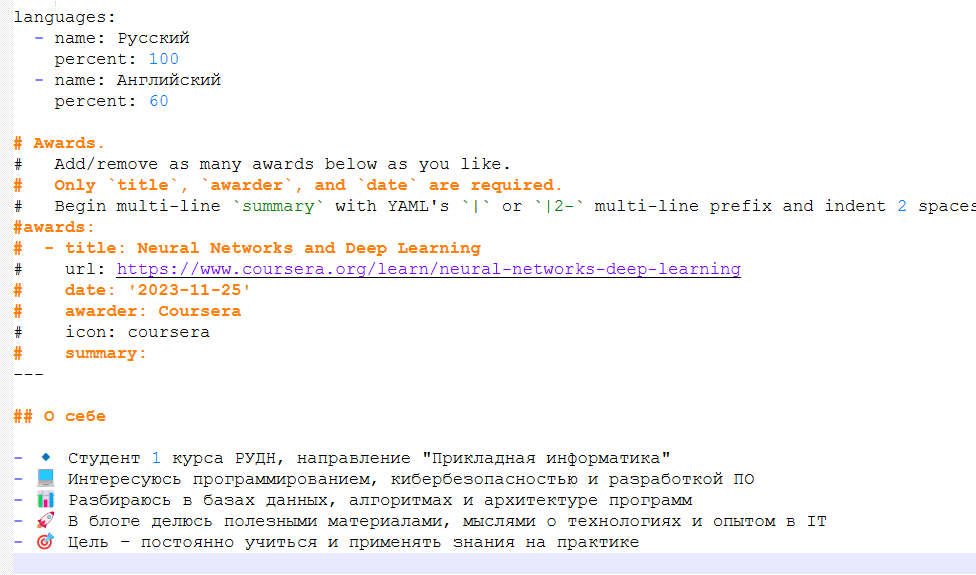 languages:
  - name: Русский
    percent: 100
  - name: Английский
    percent: 60

# Awards.
#   Add/remove as many awards below as you like.
#   Only `title`, `awarder`, and `date` are required.
#   Begin multi-line `summary` with YAML's `|` or `|2-` multi-line prefix and indent 2 spaces
#awards:
#  - title: Neural Networks and Deep Learning
#    url: https://www.coursera.org/learn/neural-networks-deep-learning
#    date: '2023-11-25'
#    awarder: Coursera
#    icon: coursera
#    summary:
---

## О себе

- 🔹 Студент 1 курса РУДН, направление "Прикладная информатика"
- 💻 Интересуюсь программированием, кибербезопасностью и разработкой ПО
- 📊 Разбираюсь в базах данных, алгоритмах и архитектуре программ
- 🚀 В блоге делюсь полезными материалами, мыслями о технологиях и опытом в IT
- 🎯 Цель – постоянно учиться и применять знания на практике